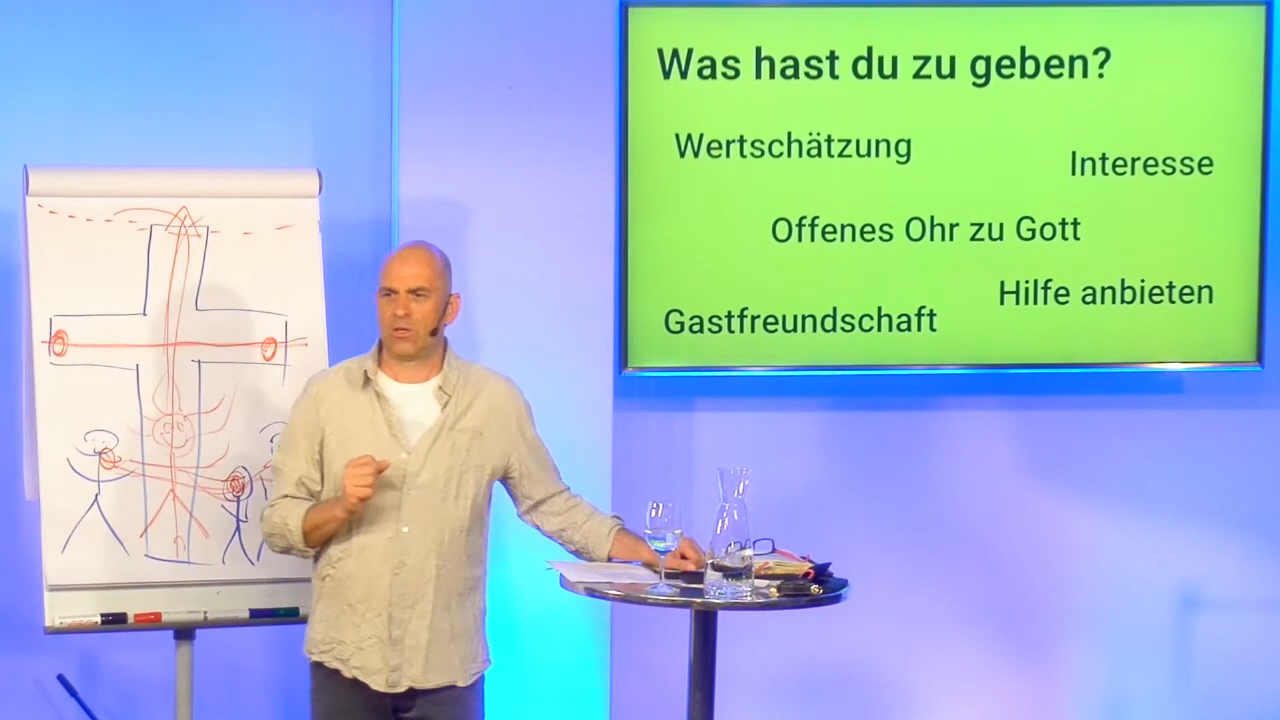 Was hast du zu geben?
Wertschätzung
Interesse
Offenes Ohr zu Gott
Hilfe anbieten
Gastfreundschaft